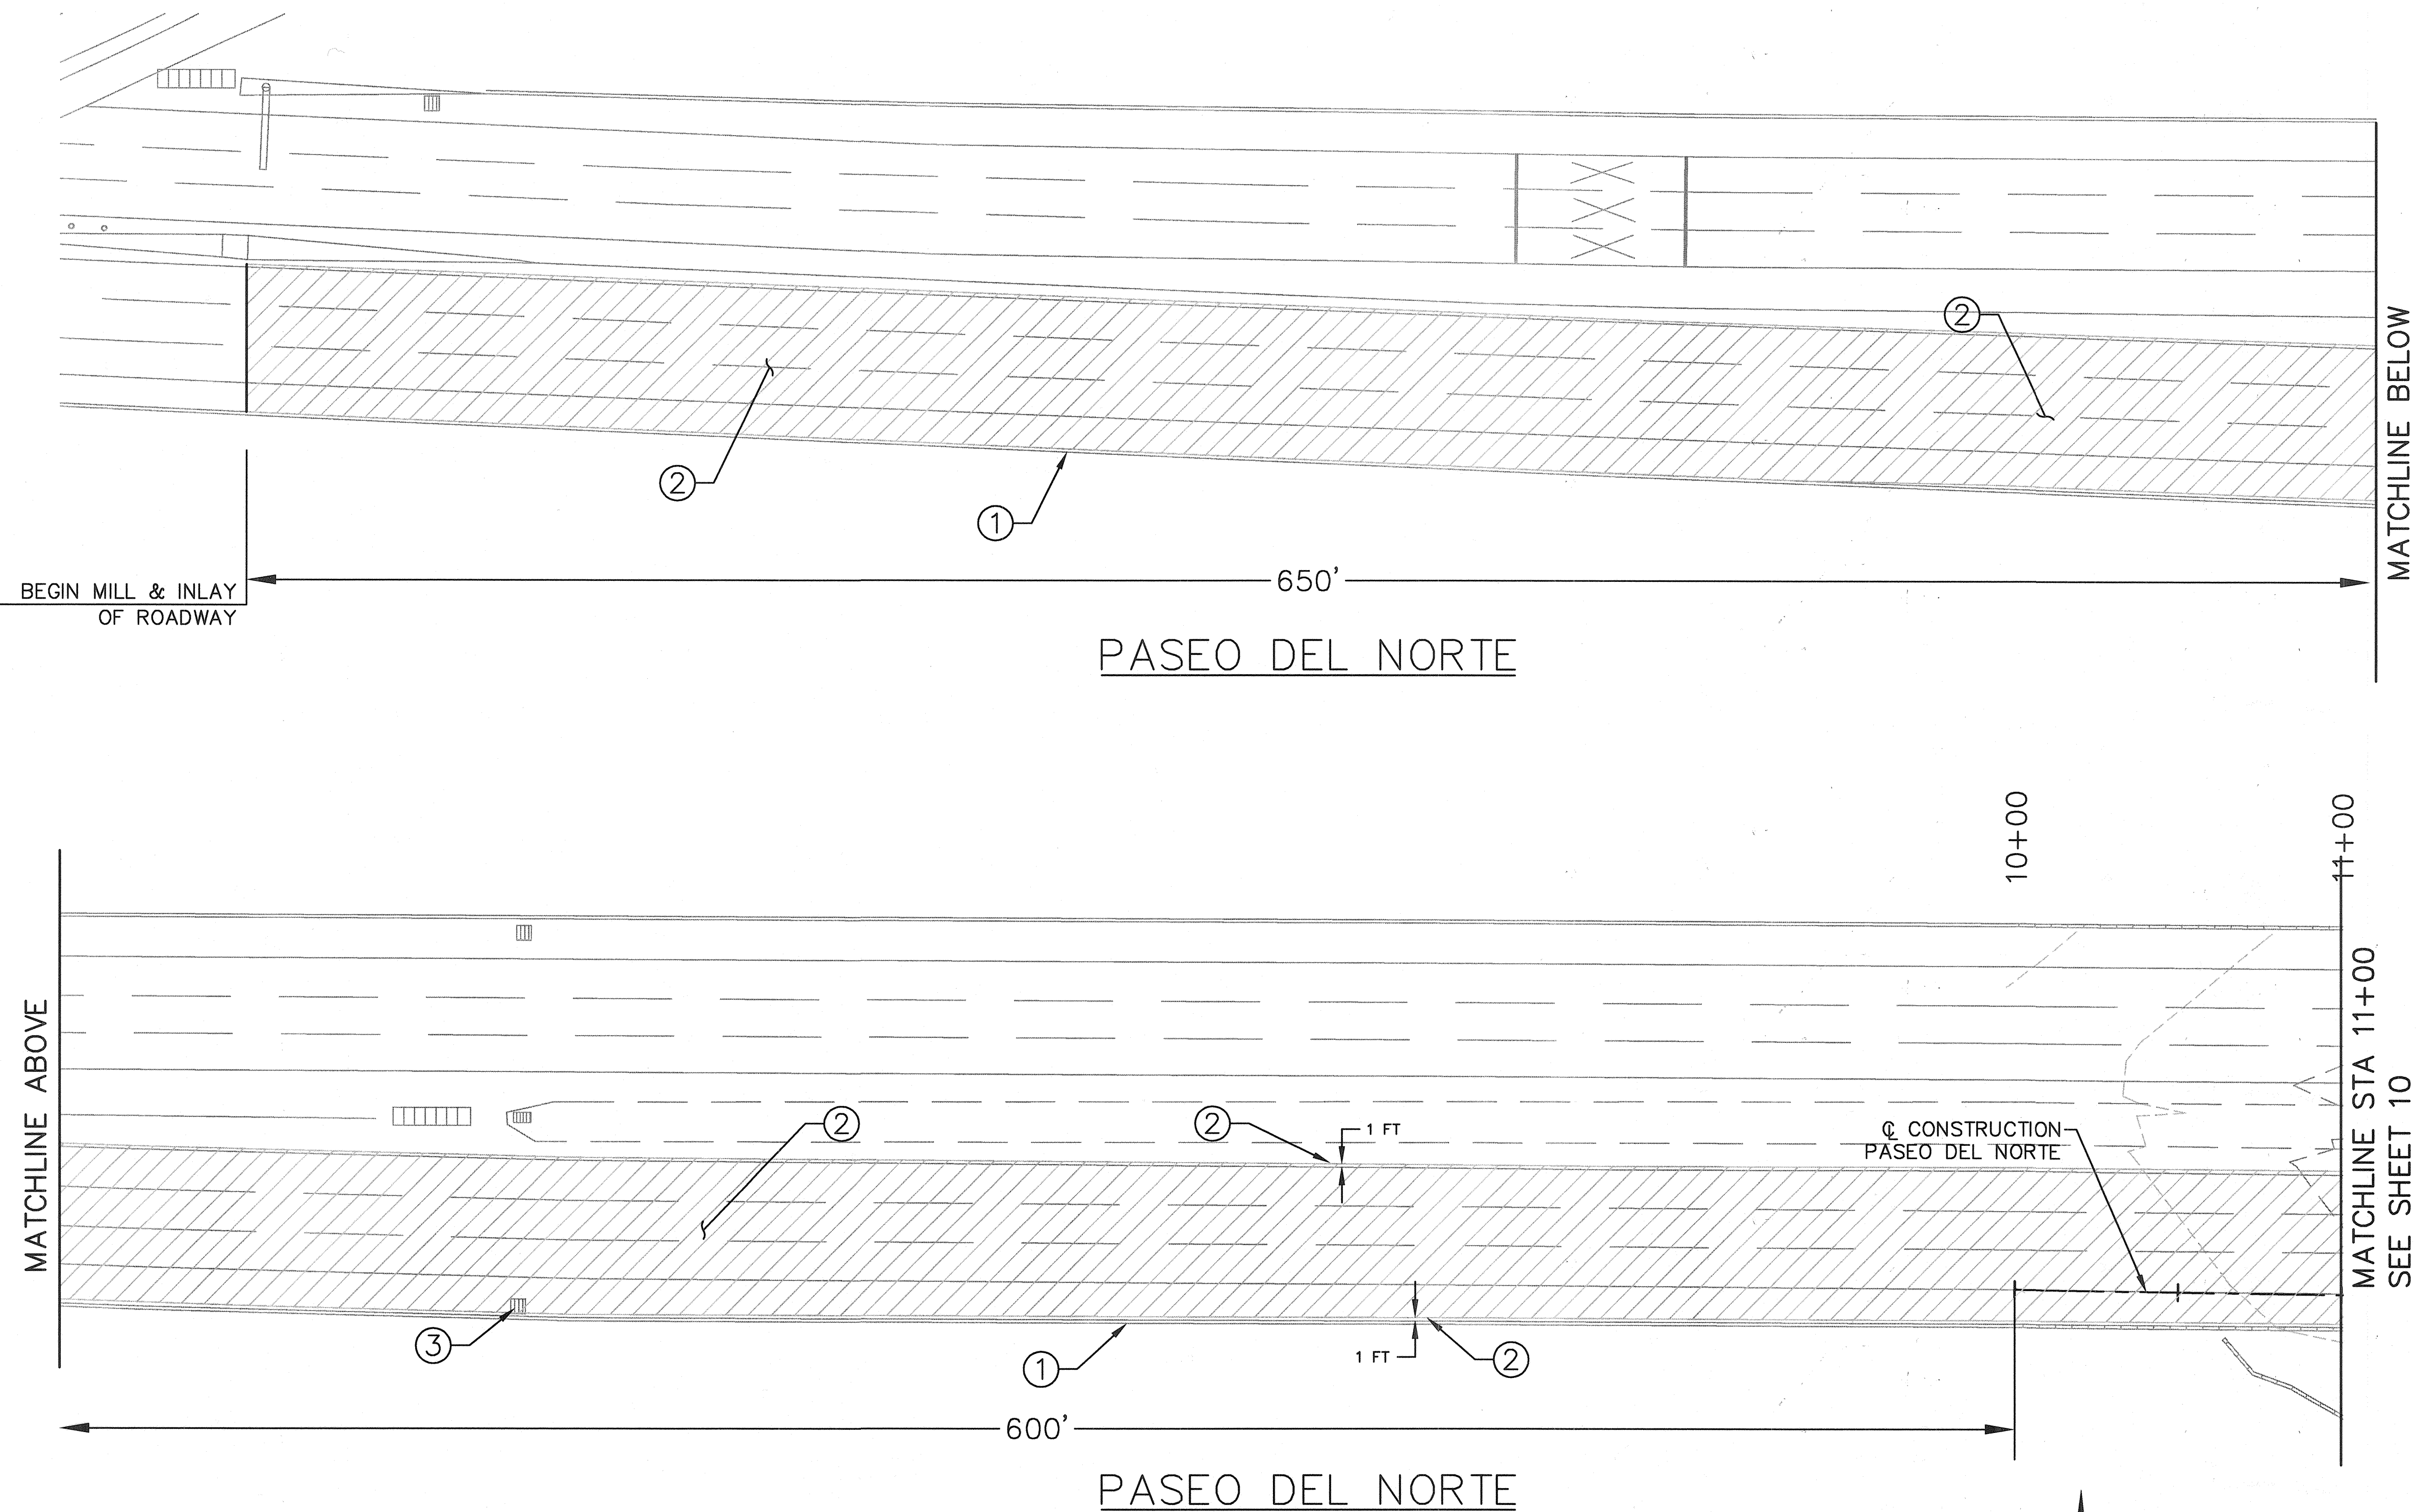 2
2
1
MATCHLINE BELOW
650'
BEGIN MILL & INLAY
OF ROADWAY
PASEO DEL NORTE
10+00
11+00
MATCHLINE ABOVE
2
2
1 FT
℄ CONSTRUCTION
PASEO DEL NORTE
MATCHLINE STA 11+00
SEE SHEET 10
3
1
1 FT
2
600'
PASEO DEL NORTE